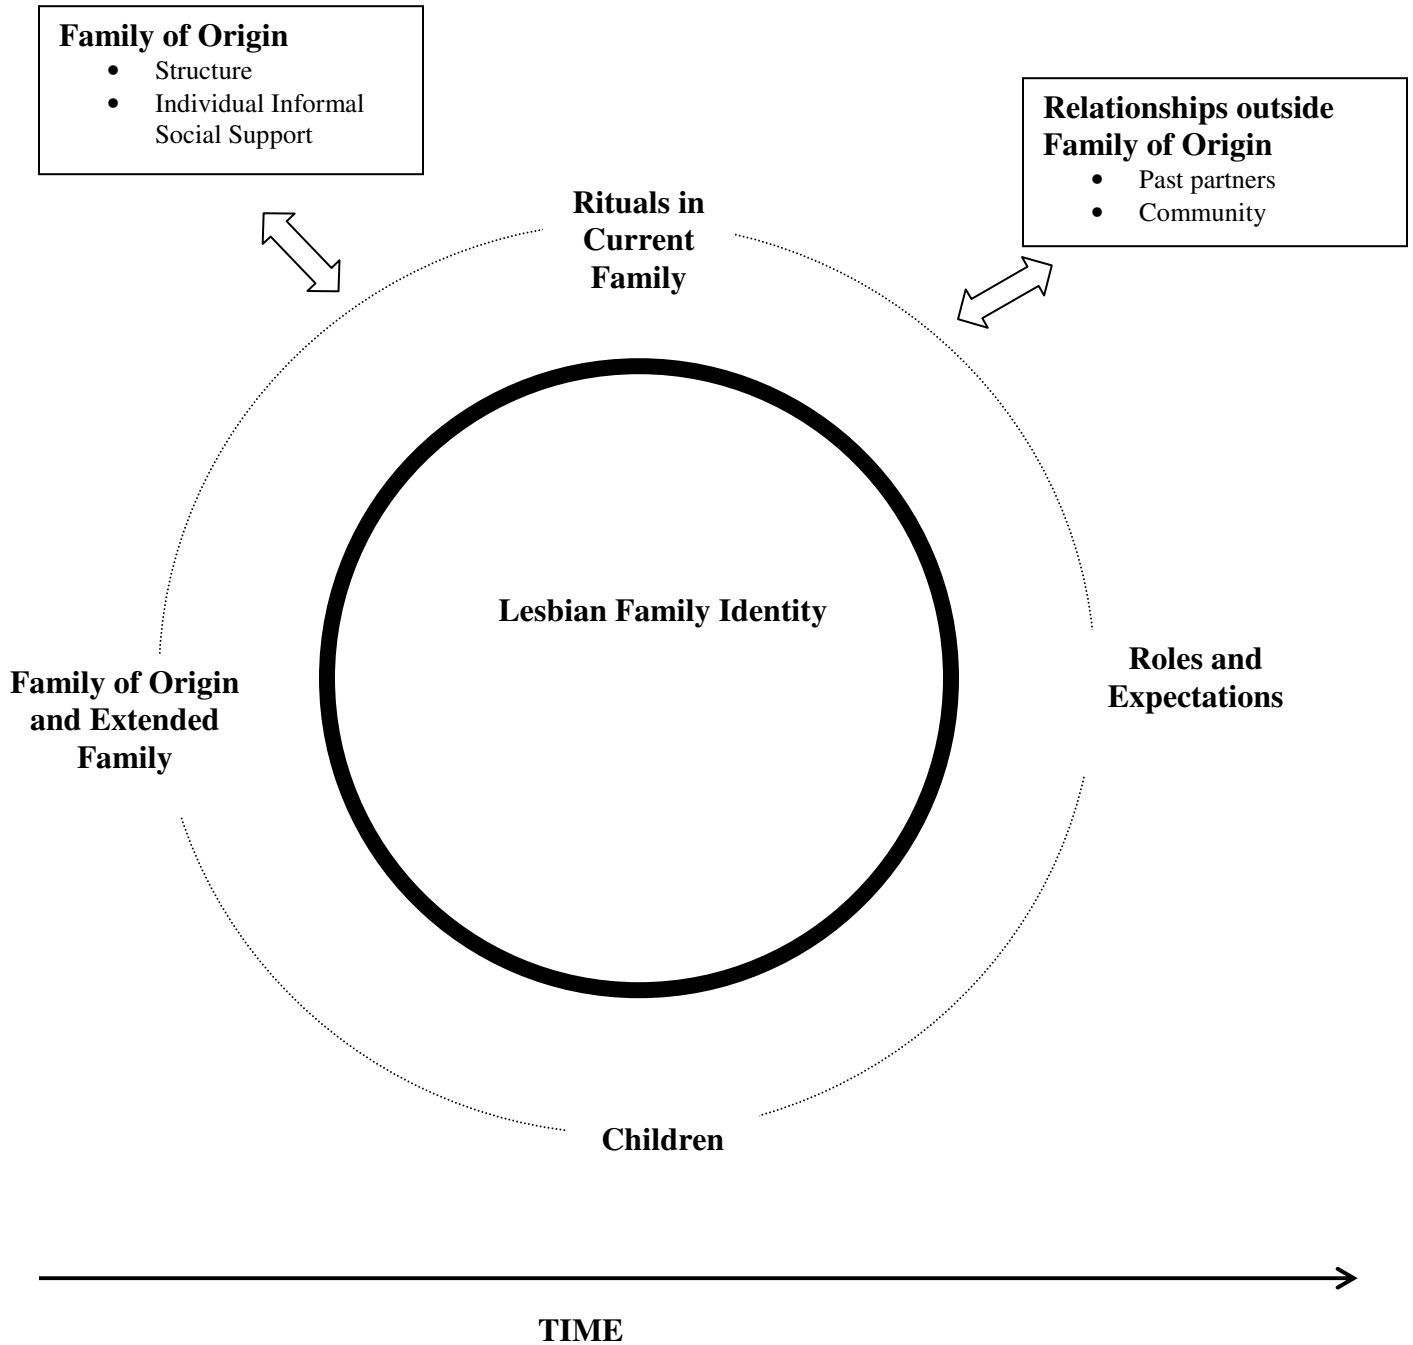 Family of Origin
• Structure
• Individual Informal
Social Support
Relationships outside
Family of Origin
• Past partners
• Community
Rituals in
Current
Family
Lesbian Family Identity
Family of Origin
and Extended
Family
Roles and
Expectations
Children
TIME